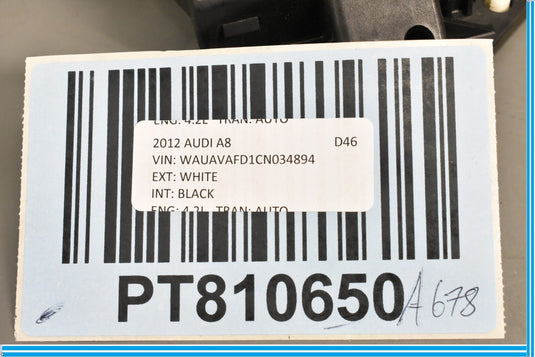 ENG: 4.2L TRAN: AUTO
2012 AUDI A8 D46
VIN: WAUAVAFD1CN034894
EXT: WHITE
INT: BLACK
ENG: 4.2L TRAN: AUTO
PT810650 A678